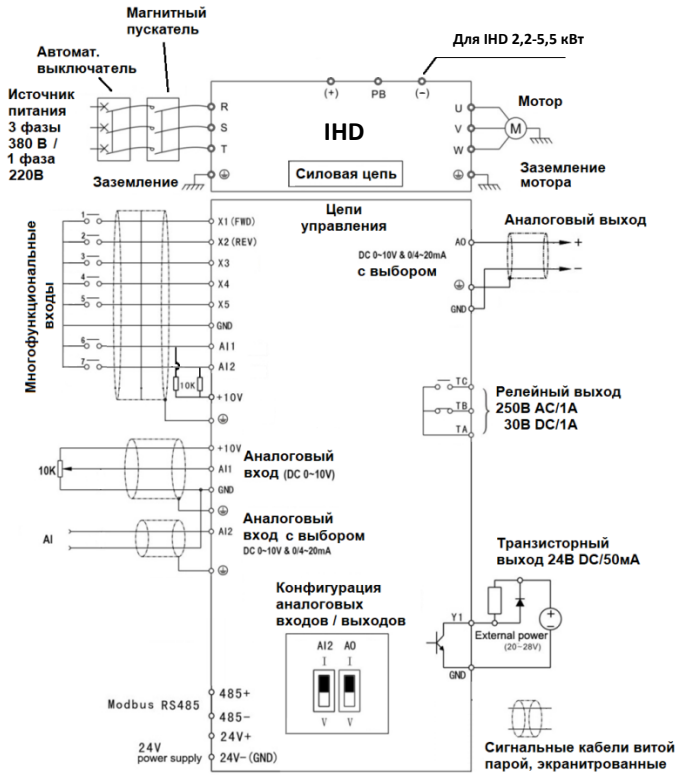 Магнитный
пускатель
Автомат.
выключатель
Для IHD 2,2-5,5 кВт
Источник
питания
3 фазы
380 В /
1 фаза
220В
(+)
PB
(−)
R
S
T
IHD
U
V
W
M
Мотор
Заземление
Силовая цепь
Заземление
мотора
Цепи
управления
Многофункциональные
входы
1
2
3
4
5
6
7
X1(FWD)
X2(REV)
X3
X4
X5
GND
AI1
AI2
10K
+10V
Аналоговый выход
AO
DC 0~10V & 0/4~20mA
с выбором
+
−
GND
TC
TB
TA
Релейный выход
250В AC/1A
30В DC/1A
+10V
10K
AI1
GND
Аналоговый
вход (DC 0~10V)
AI
AI2
Аналоговый
вход с выбором
DC 0~10V & 0/4~20mA
Транзисторный
выход 24В DC/50мА
Y1
External power
(20~28V)
+
−
GND
Конфигурация
аналоговых
входов / выходов
AI2 AO
I I
V V
Modbus RS485
485+
485-
24V
power supply
24V+
24V-(GND)
Сигнальные кабели витой
парой, экранитрованные